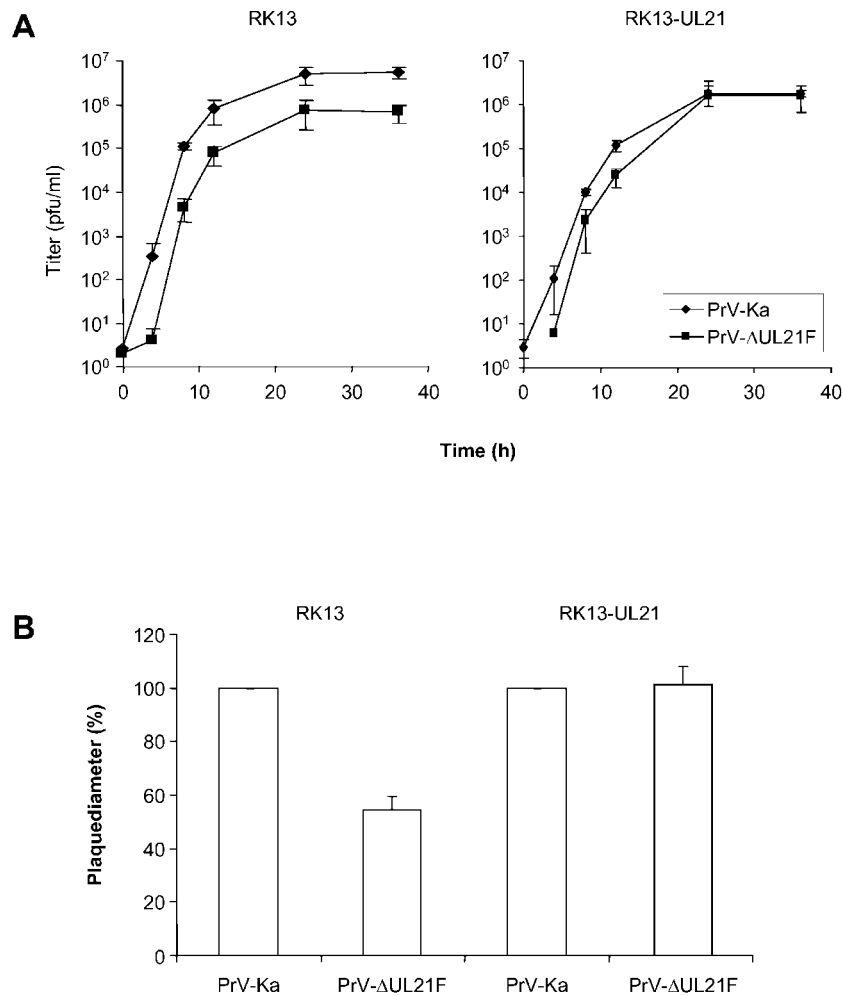 A
RK13
RK13-UL21
Titer (pfu/ml)
10⁷
10⁶
10⁵
10⁴
10³
10²
10¹
10⁰
0 10 20 30 40
10⁷
10⁶
10⁵
10⁴
10³
10²
10¹
10⁰
0 10 20 30 40
PrV-Ka
PrV-ΔUL21F
Time (h)
B
RK13
RK13-UL21
Plaquediameter (%)
120
100
80
60
40
20
0
PrV-Ka PrV-ΔUL21F PrV-Ka PrV-ΔUL21F